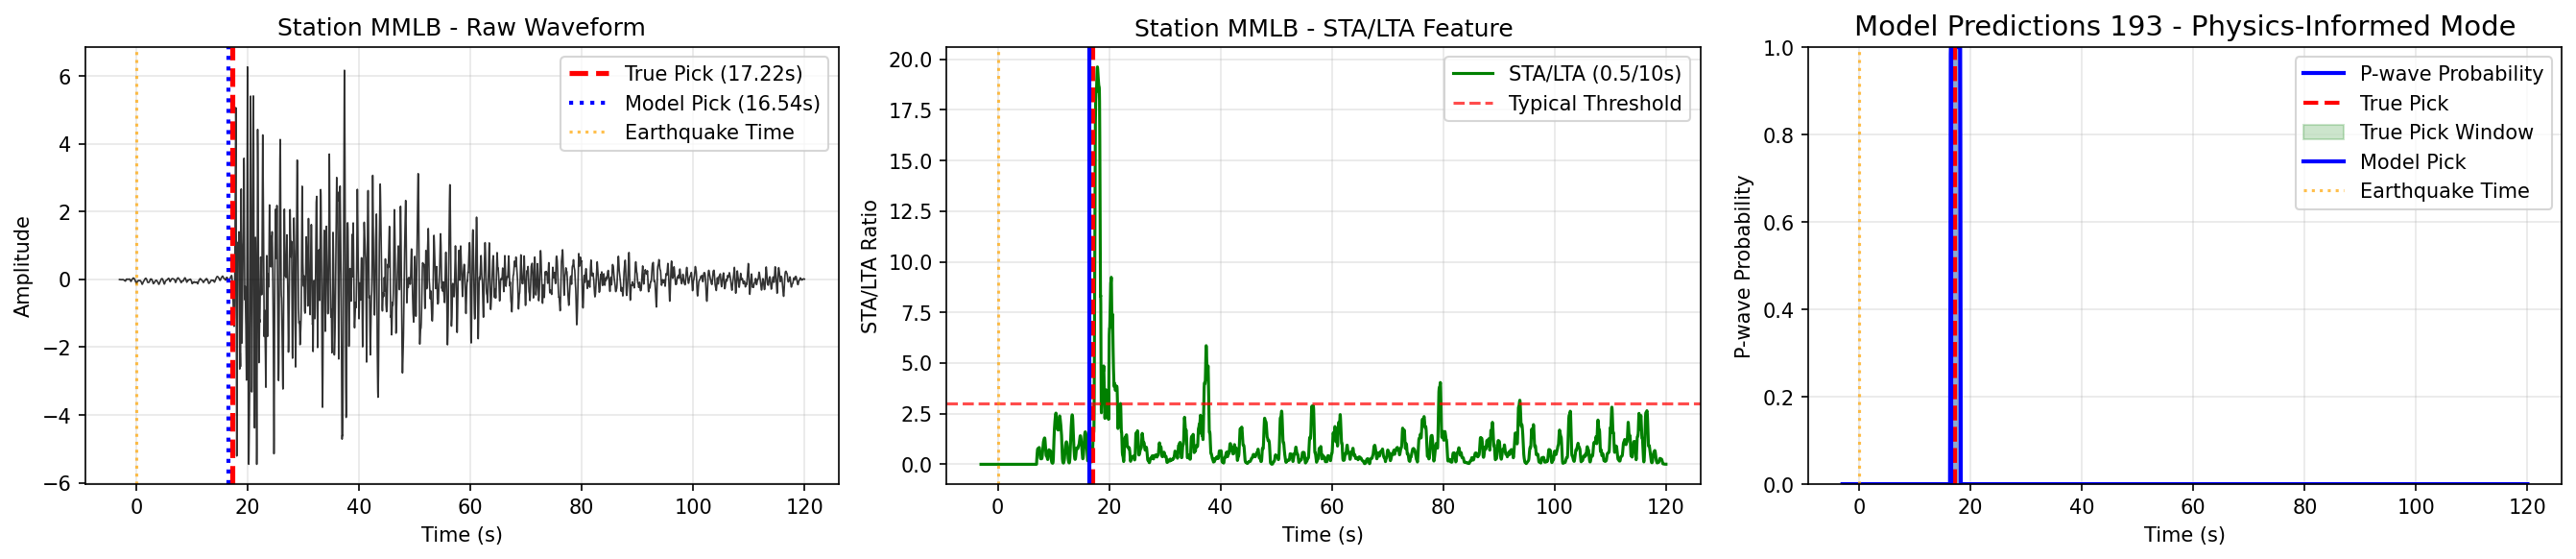 Station MMLB - Raw Waveform
True Pick (17.22s)
Model Pick (16.54s)
Earthquake Time
Amplitude
6
4
2
0
−2
−4
−6
0
20
40
60
80
100
120
Time (s)
Station MMLB - STA/LTA Feature
STA/LTA (0.5/10s)
Typical Threshold
STA/LTA Ratio
20.0
17.5
15.0
12.5
10.0
7.5
5.0
2.5
0.0
0
20
40
60
80
100
120
Time (s)
Model Predictions 193 - Physics-Informed Mode
P-wave Probability
True Pick
True Pick Window
Model Pick
Earthquake Time
P-wave Probability
1.0
0.8
0.6
0.4
0.2
0.0
0
20
40
60
80
100
120
Time (s)